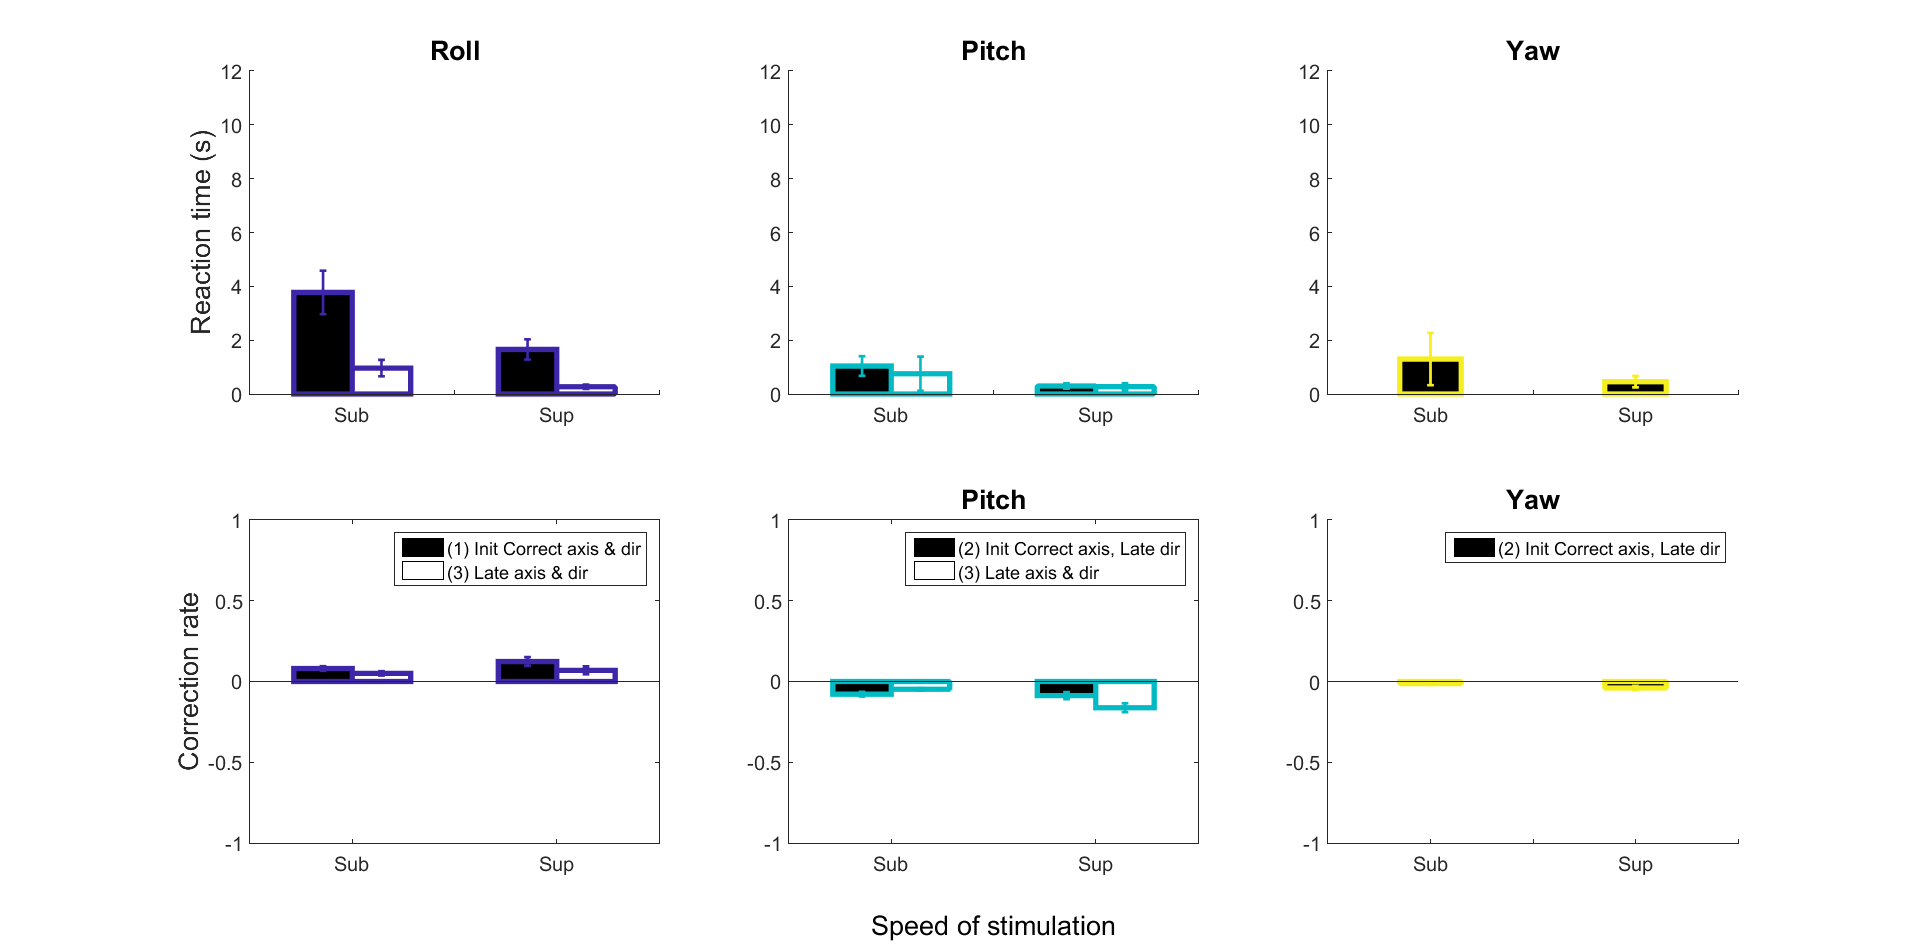 Roll
Pitch
Yaw
Reaction time (s)
12
10
8
6
4
2
0
Sub
Sup
12
10
8
6
4
2
0
Sub
Sup
12
10
8
6
4
2
0
Sub
Sup
Pitch
Yaw
Correction rate
1
0.5
0
-0.5
-1
(1) Init Correct axis & dir
(3) Late axis & dir
Sub
Sup
1
0.5
0
-0.5
-1
(2) Init Correct axis, Late dir
(3) Late axis & dir
Sub
Sup
1
0.5
0
-0.5
-1
(2) Init Correct axis, Late dir
Sub
Sup
Speed of stimulation